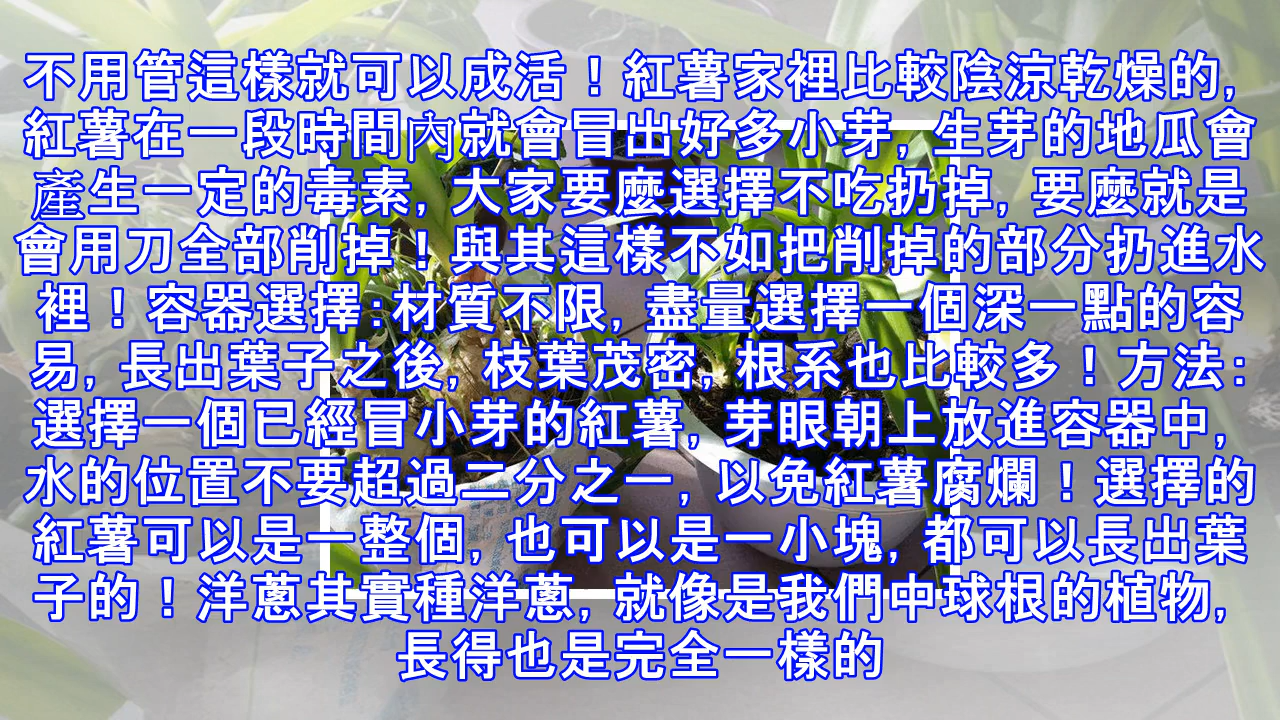 不用管這樣就可以成活！紅薯家裡比較陰涼乾燥的,
紅薯在一段時間內就會冒出好多小芽,生芽的地瓜會
產生一定的毒素,大家要麼選擇不吃扔掉,要麼就是
會用刀全部削掉！與其這樣不如把削掉的部分扔進水
裡！容器選擇:材質不限,盡量選擇一個深一點的容
易,長出葉子之後,枝葉茂密,根系也比較多！方法:
選擇一個已經冒小芽的紅薯,芽眼朝上放進容器中,
水的位置不要超過二分之一,以免紅薯腐爛！選擇的
紅薯可以是一整個,也可以是一小塊,都可以長出葉
子的！洋蔥其實種洋蔥,就像是我們中球根的植物,
長得也是完全一樣的